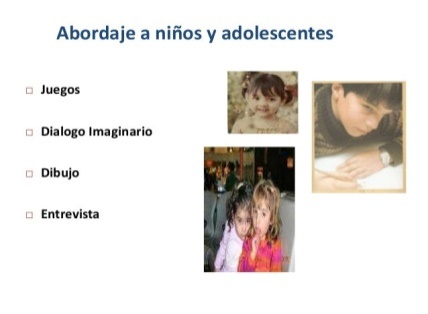 Abordaje a niños y adolescentes
Juegos
Dialogo Imaginario
Dibujo
Entrevista